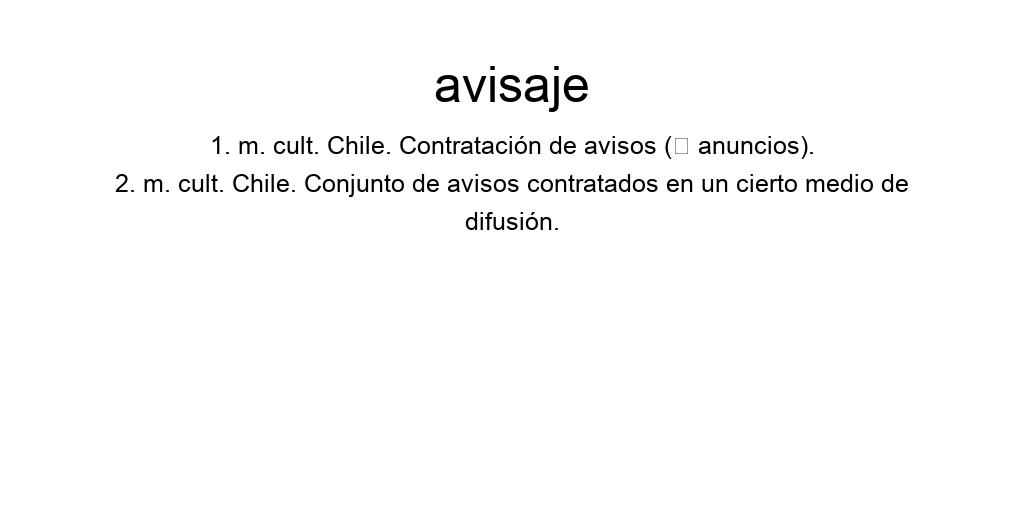 avisaje
1. m. cult. Chile. Contratación de avisos (□ anuncios).
2. m. cult. Chile. Conjunto de avisos contratados en un cierto medio de
difusión.